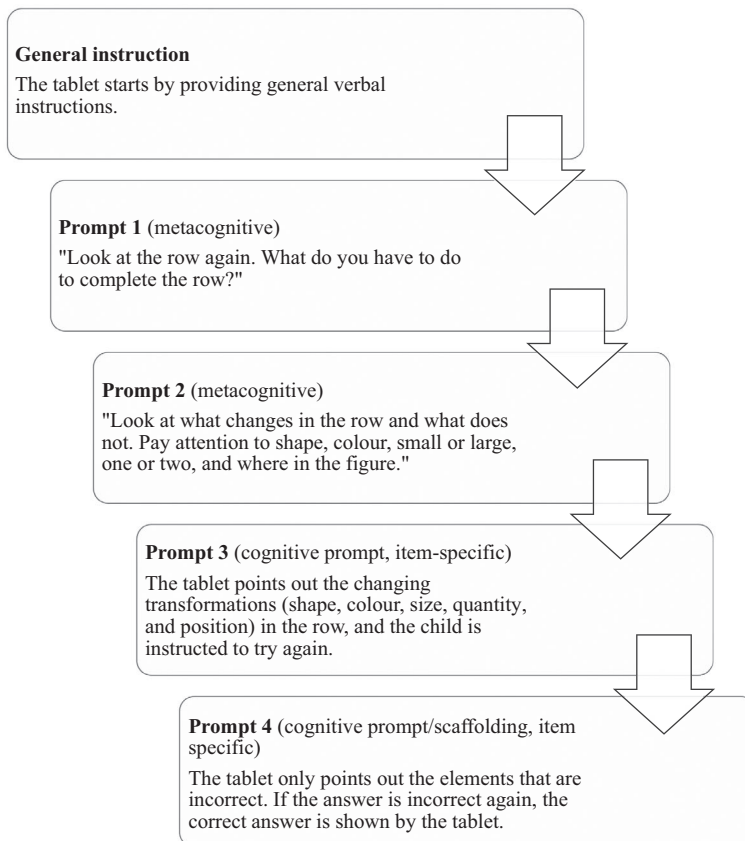 General instruction
The tablet starts by providing general verbal
instructions.
Prompt 1 (metacognitive)
"Look at the row again. What do you have to do
to complete the row?"
Prompt 2 (metacognitive)
"Look at what changes in the row and what does
not. Pay attention to shape, colour, small or large,
one or two, and where in the figure."
Prompt 3 (cognitive prompt, item-specific)
The tablet points out the changing
transformations (shape, colour, size, quantity,
and position) in the row, and the child is
instructed to try again.
Prompt 4 (cognitive prompt/scaffolding, item
specific)
The tablet only points out the elements that are
incorrect. If the answer is incorrect again, the
correct answer is shown by the tablet.